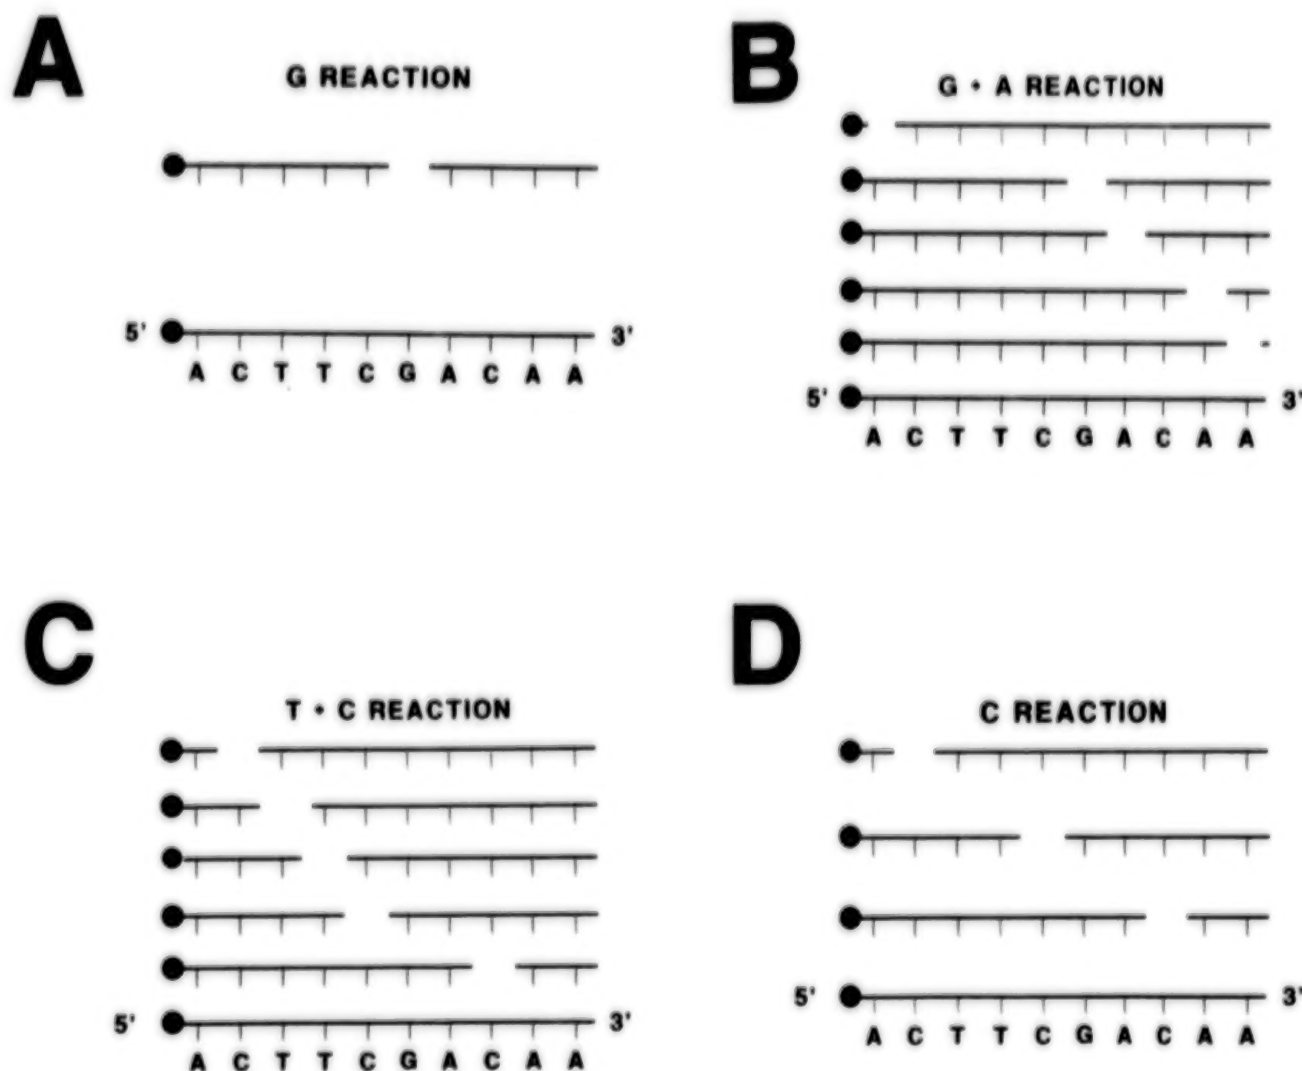 A
G REACTION
5' 3'
A C T T C G A C A A
B
G • A REACTION
5' 3'
A C T T C G A C A A
C
T • C REACTION
5' 3'
A C T T C G A C A A
D
C REACTION
5' 3'
A C T T C G A C A A